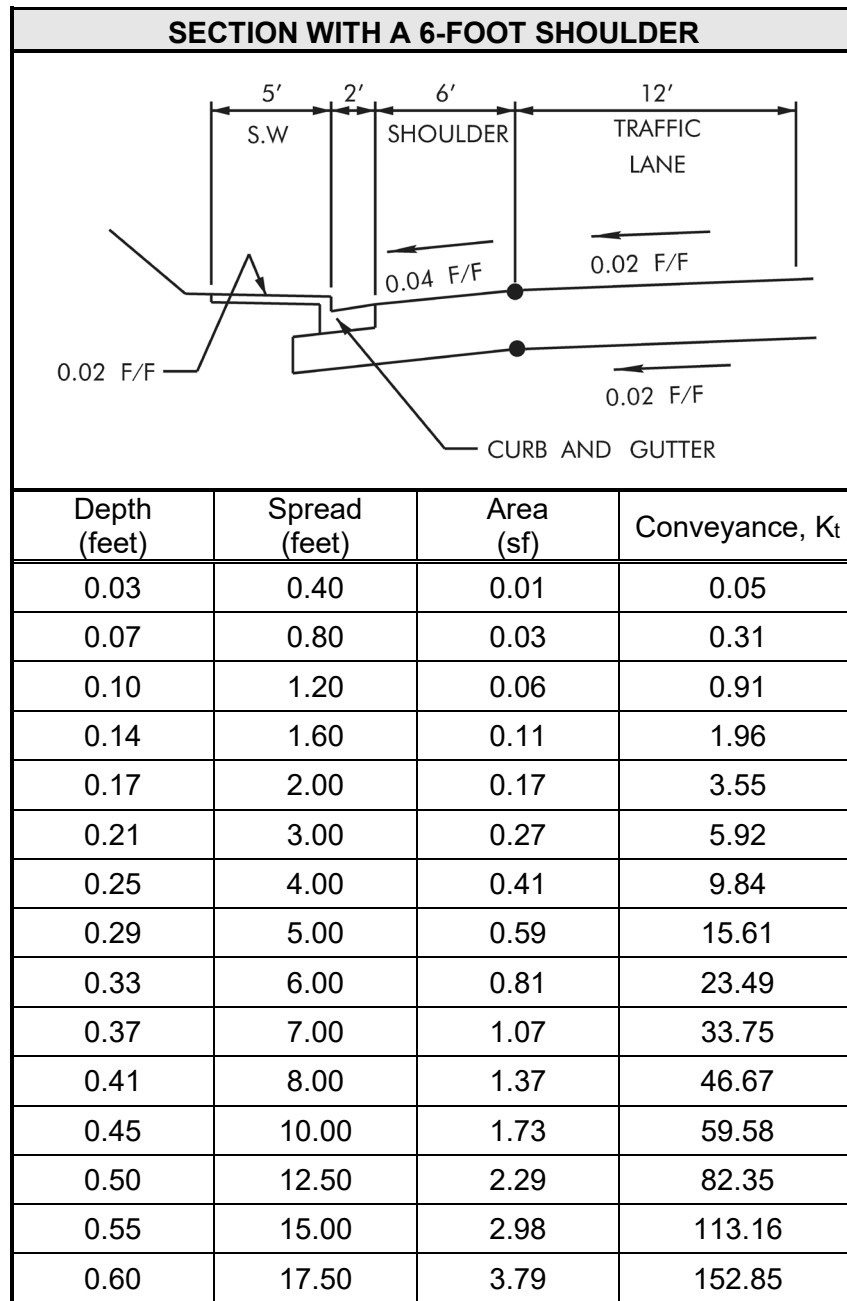 SECTION WITH A 6-FOOT SHOULDER
5′ 2′ 6′ 12′
S.W SHOULDER TRAFFIC
LANE
0.04 F/F 0.02 F/F
0.02 F/F
0.02 F/F
CURB AND GUTTER
Depth (feet) Spread (feet) Area (sf) Conveyance, Kt
0.03 0.40 0.01 0.05
0.07 0.80 0.03 0.31
0.10 1.20 0.06 0.91
0.14 1.60 0.11 1.96
0.17 2.00 0.17 3.55
0.21 3.00 0.27 5.92
0.25 4.00 0.41 9.84
0.29 5.00 0.59 15.61
0.33 6.00 0.81 23.49
0.37 7.00 1.07 33.75
0.41 8.00 1.37 46.67
0.45 10.00 1.73 59.58
0.50 12.50 2.29 82.35
0.55 15.00 2.98 113.16
0.60 17.50 3.79 152.85